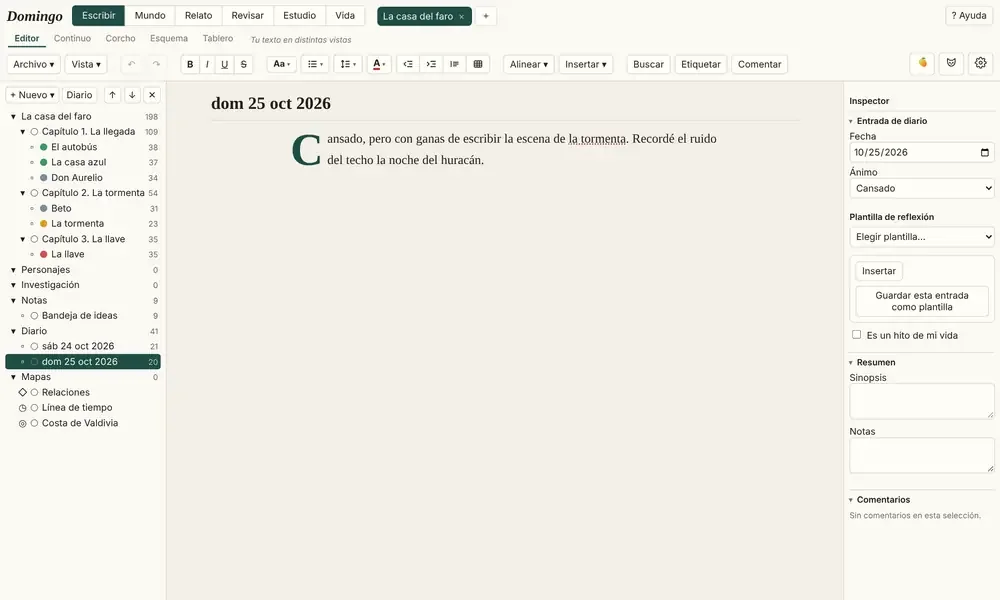 Domingo Escribir Mundo Relato Revisar Estudio Vida La casa del faro × + ? Ayuda
Editor Continuo Corcho Esquema Tablero Tu texto en distintas vistas
Archivo ▾ Vista ▾ B I U S Aa A Alinear ▾ Insertar ▾ Buscar Etiquetar Comentar
+ Nuevo ▾ Diario ↑ ↓ ✕
La casa del faro 198
Capítulo 1. La llegada 109
El autobús 38
La casa azul 37
Don Aurelio 34
Capítulo 2. La tormenta 54
Beto 31
La tormenta 23
Capítulo 3. La llave 35
La llave 35
Personajes 0
Investigación 0
Notas 9
Bandeja de ideas 9
Diario 41
sáb 24 oct 2026 21
dom 25 oct 2026 20
Mapas 0
Relaciones
Línea de tiempo
Costa de Valdivia
dom 25 oct 2026
Cansado, pero con ganas de escribir la escena de la tormenta. Recordé el ruido
del techo la noche del huracán.
Inspector
Entrada de diario
Fecha
10/25/2026
Ánimo
Cansado
Plantilla de reflexión
Elegir plantilla...
Insertar
Guardar esta entrada
como plantilla
Es un hito de mi vida
Resumen
Sinopsis
Notas
Comentarios
Sin comentarios en esta selección.